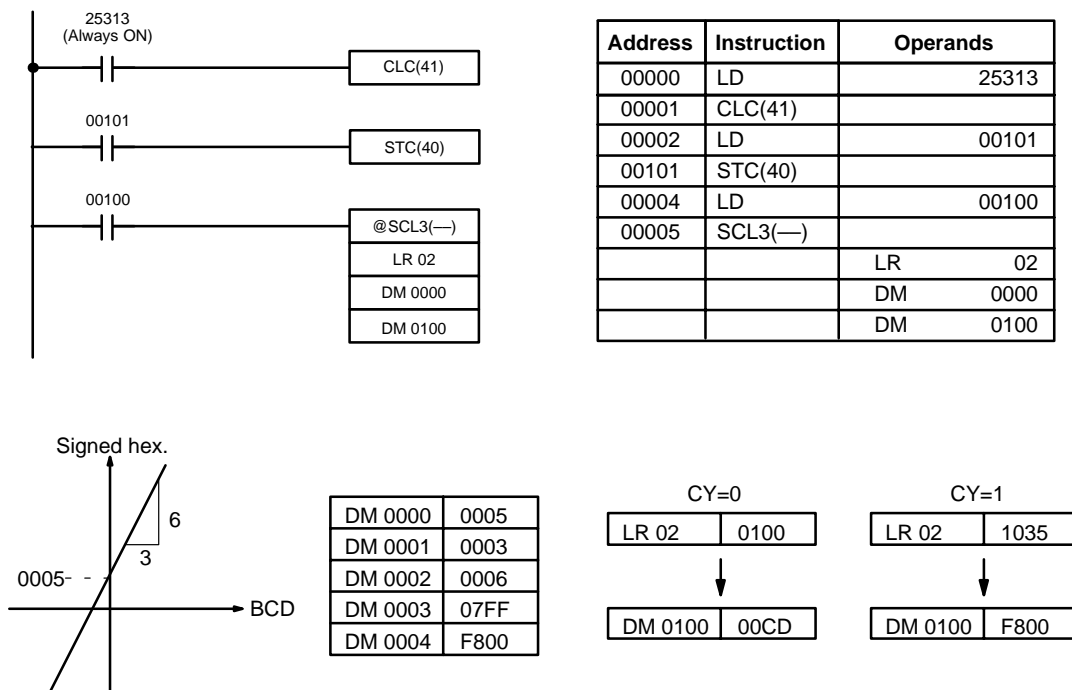 25313
(Always ON)
CLC(41)
00101
STC(40)
00100
@SCL3(—)
LR 02
DM 0000
DM 0100
Address Instruction Operands
00000 LD 25313
00001 CLC(41)
00002 LD 00101
00101 STC(40)
00004 LD 00100
00005 SCL3(—)
LR 02
DM 0000
DM 0100
Signed hex.
6
3
0005
BCD
DM 0000 0005
DM 0001 0003
DM 0002 0006
DM 0003 07FF
DM 0004 F800
CY=0
LR 02 0100
DM 0100 00CD
CY=1
LR 02 1035
DM 0100 F800